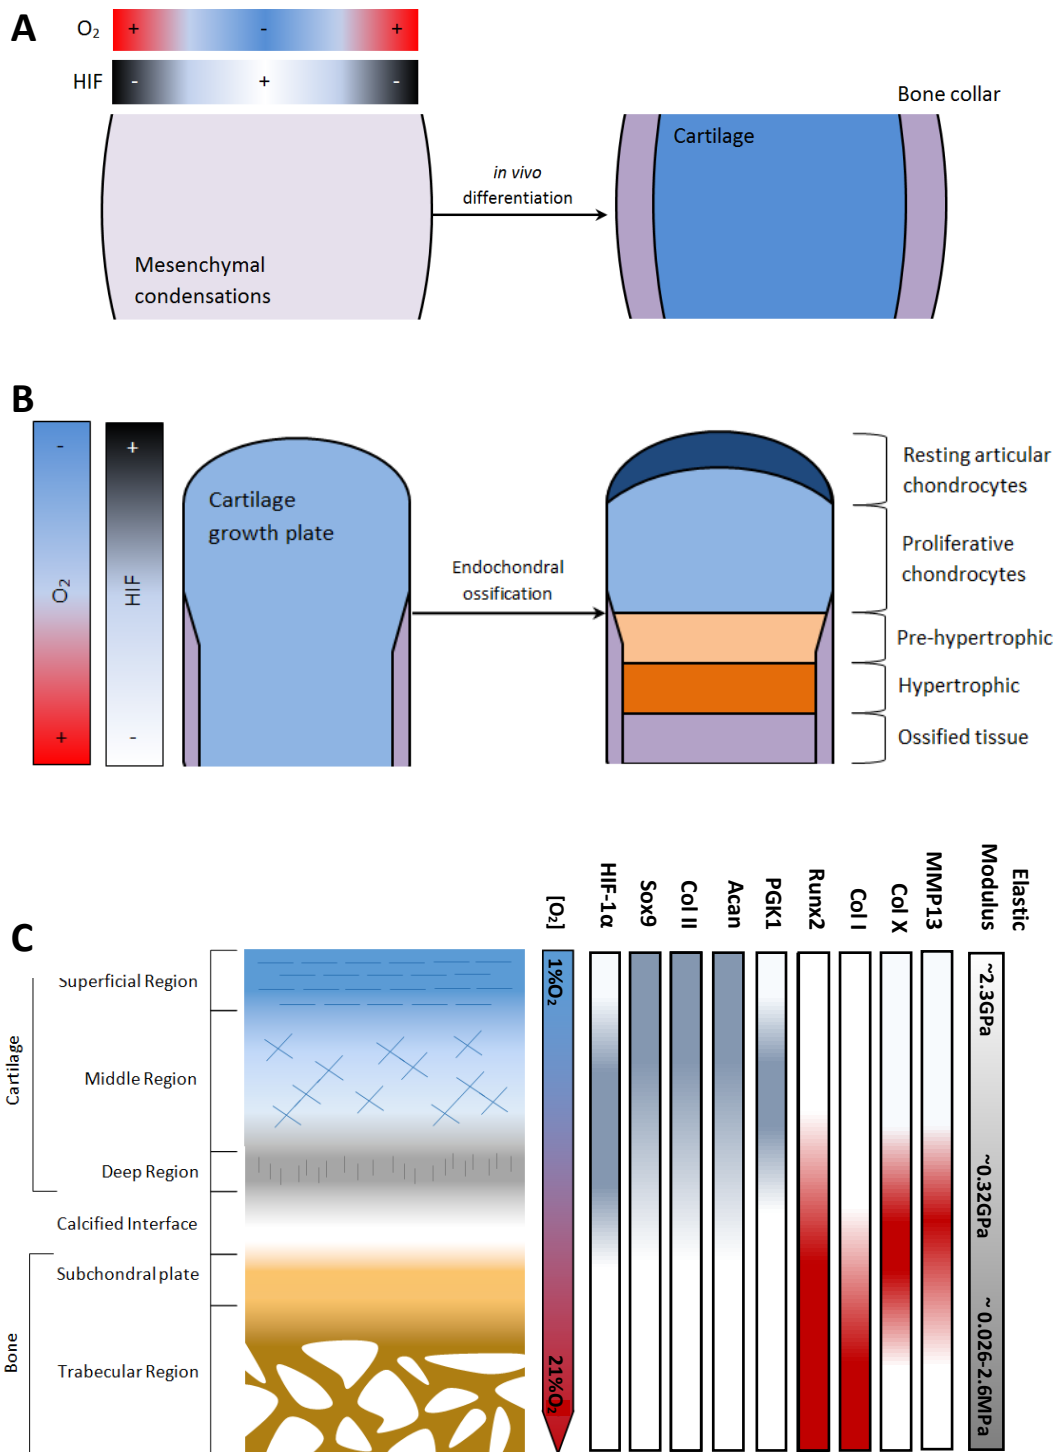 A
O₂
+ - +
HIF
- + -
Bone collar
Cartilage
in vivo
differentiation
Mesenchymal
condensations
B
-
+
O₂
HIF
+
-
Cartilage
growth plate
Endochondral
ossification
Resting articular
chondrocytes
Proliferative
chondrocytes
Pre-hypertrophic
Hypertrophic
Ossified tissue
C
[O₂]
HIF-1α
Sox9
Col II
Acan
PGK1
Runx2
Col I
Col X
MMP13
Elastic
Modulus
Cartilage
Superficial Region
Middle Region
Deep Region
Calcified Interface
Bone
Subchondral plate
Trabecular Region
1%O₂
21%O₂
~2.3GPa
~0.32GPa
~ 0.026-2.6MPa